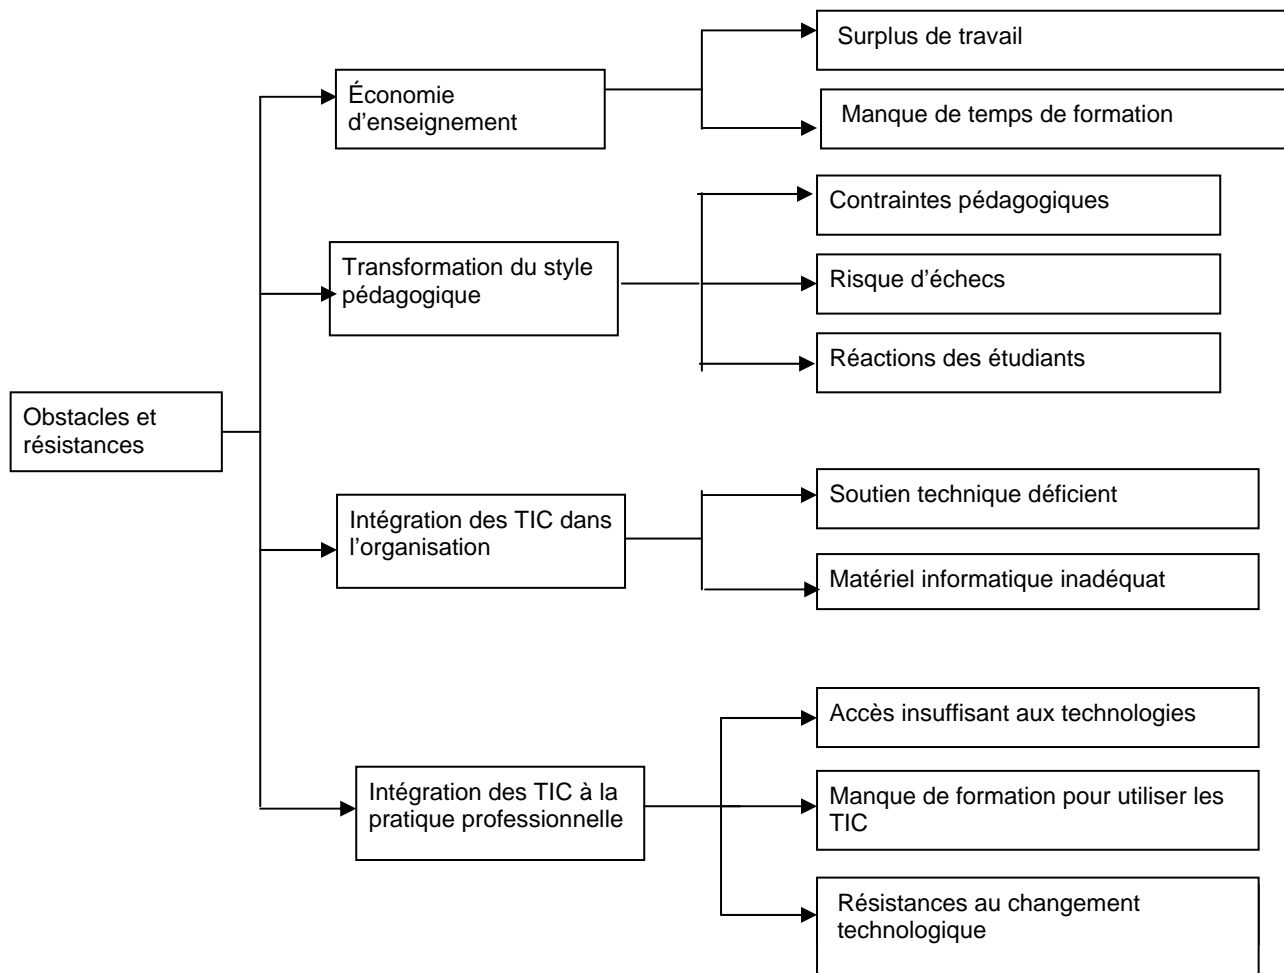 Obstacles et
résistances
Économie
d’enseignement
Surplus de travail
Manque de temps de formation
Transformation du style
pédagogique
Contraintes pédagogiques
Risque d’échecs
Réactions des étudiants
Intégration des TIC dans
l’organisation
Soutien technique déficient
Matériel informatique inadéquat
Intégration des TIC à la
pratique professionnelle
Accès insuffisant aux technologies
Manque de formation pour utiliser les
TIC
Résistances au changement
technologique